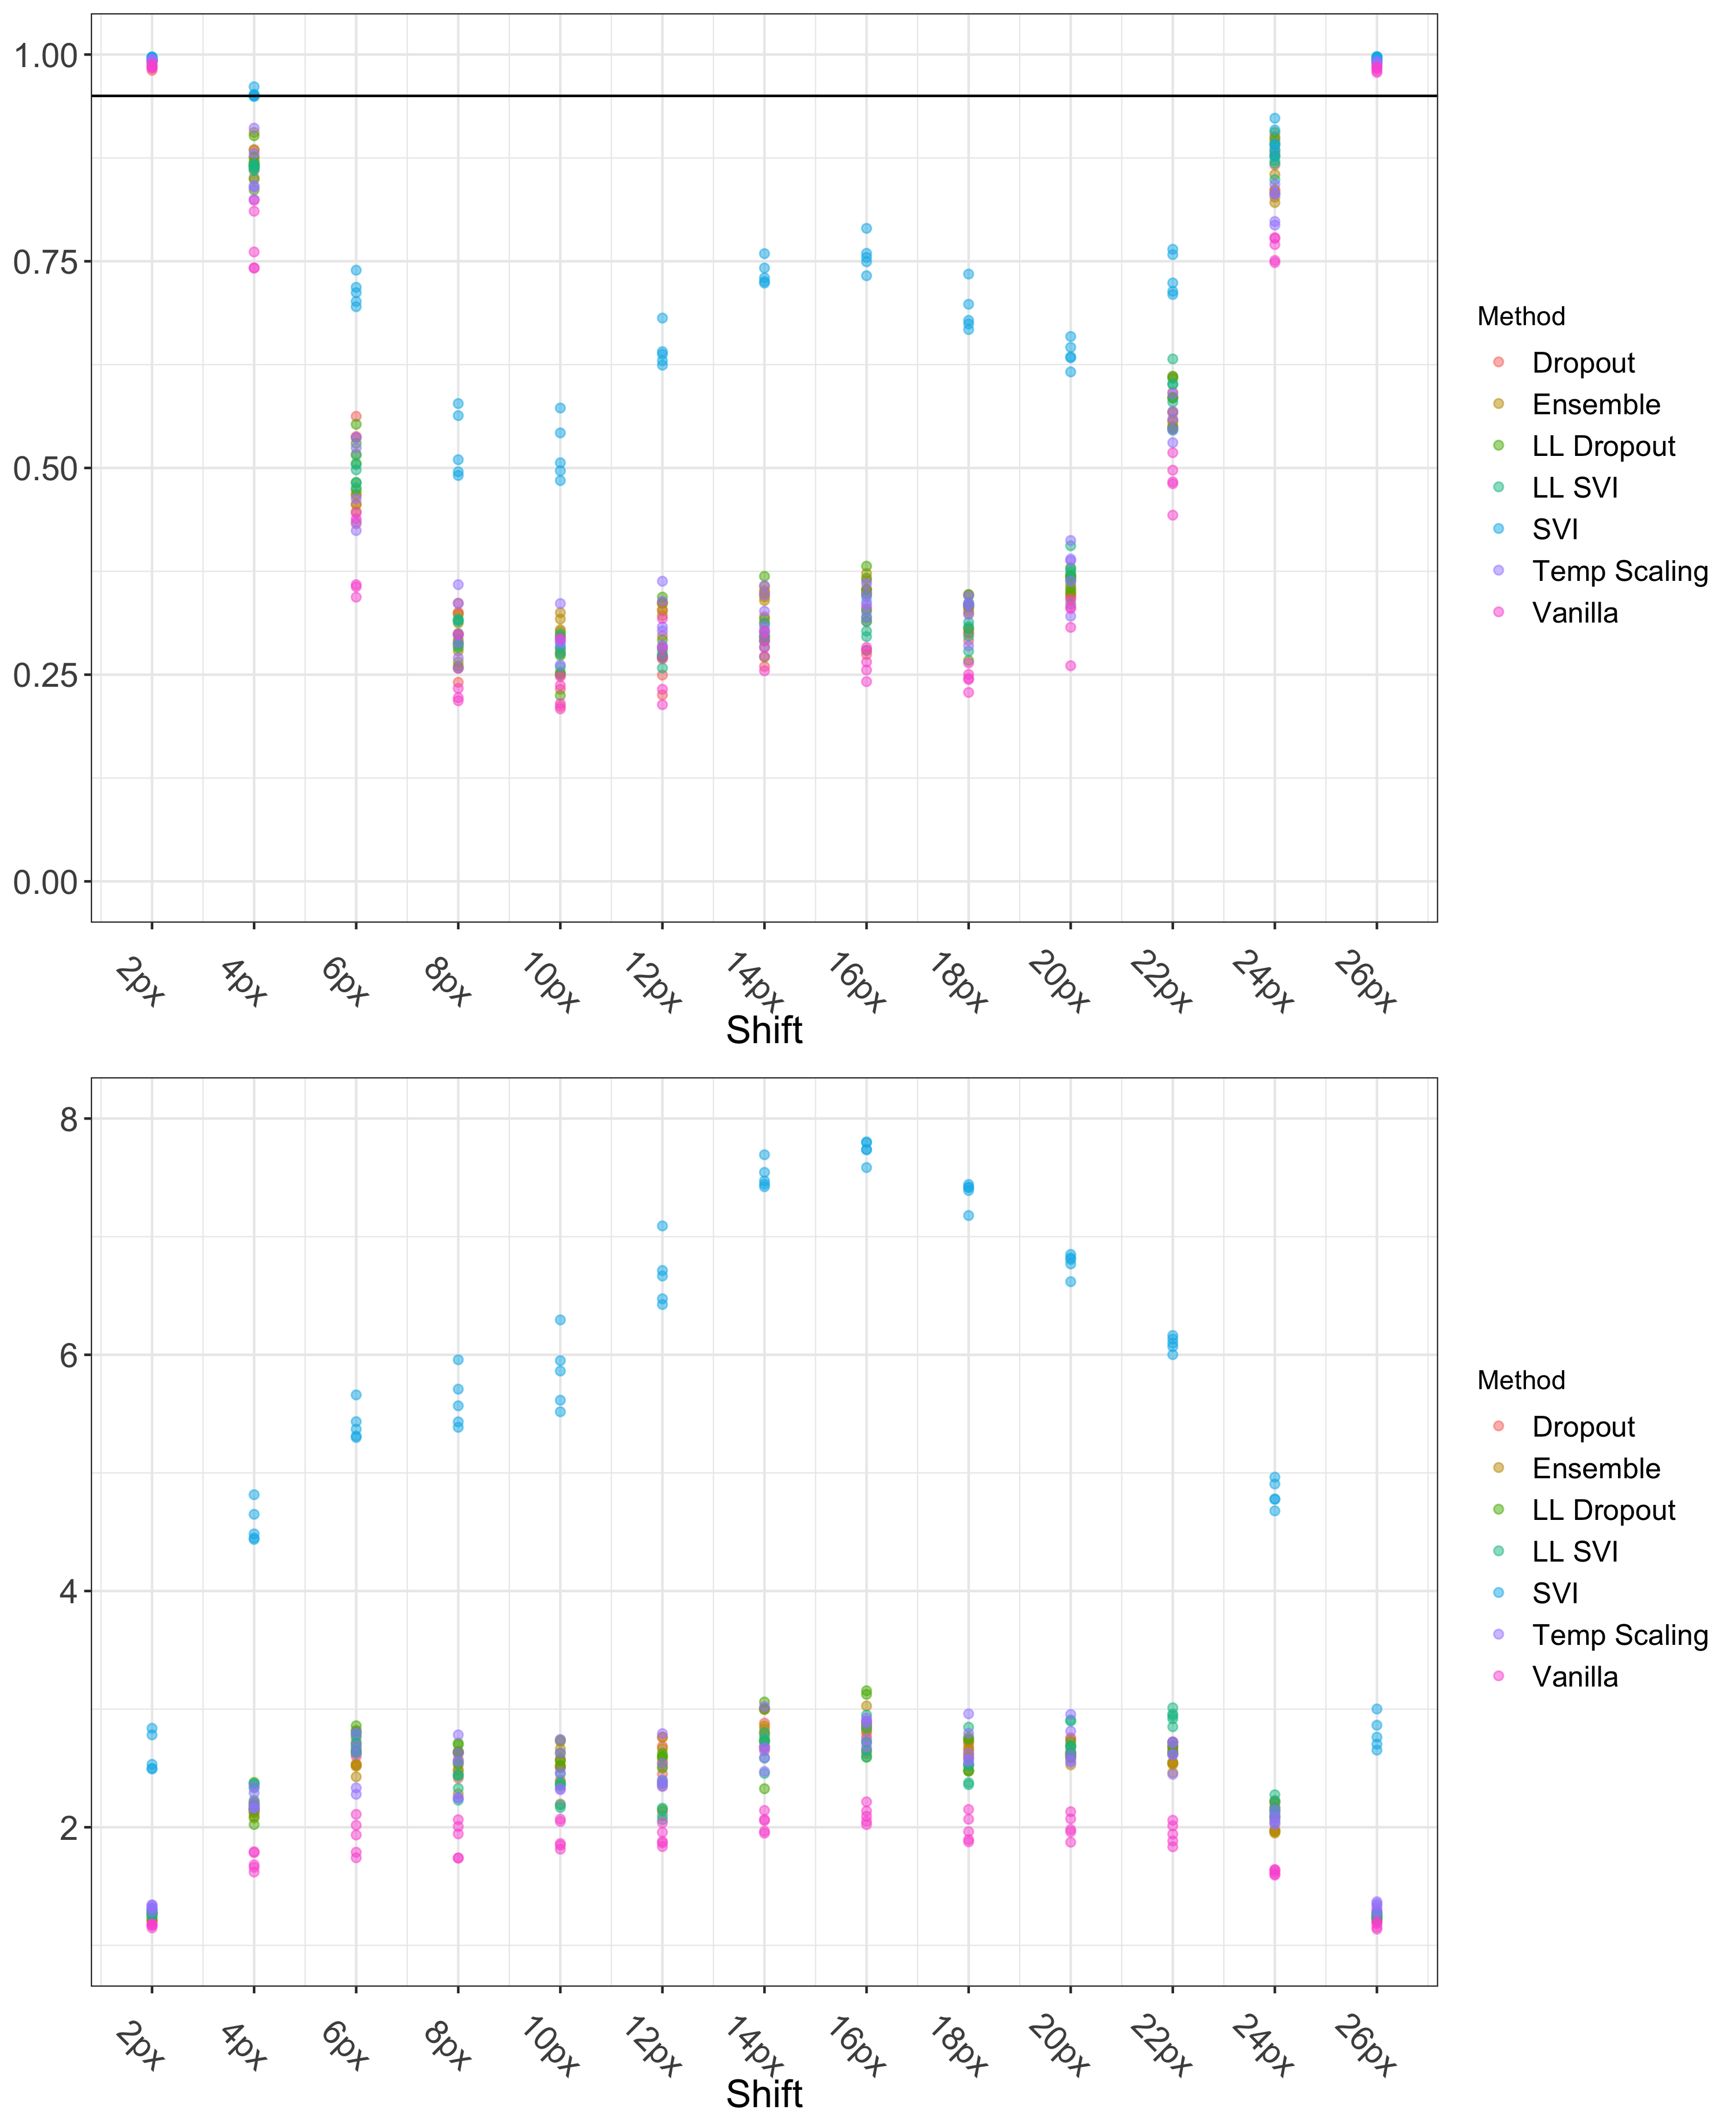 1.00
0.75
0.50
0.25
0.00
2px 4px 6px 8px 10px 12px 14px 16px 18px 20px 22px 24px 26px
Shift
Method
Dropout
Ensemble
LL Dropout
LL SVI
SVI
Temp Scaling
Vanilla
8
6
4
2
2px 4px 6px 8px 10px 12px 14px 16px 18px 20px 22px 24px 26px
Shift
Method
Dropout
Ensemble
LL Dropout
LL SVI
SVI
Temp Scaling
Vanilla